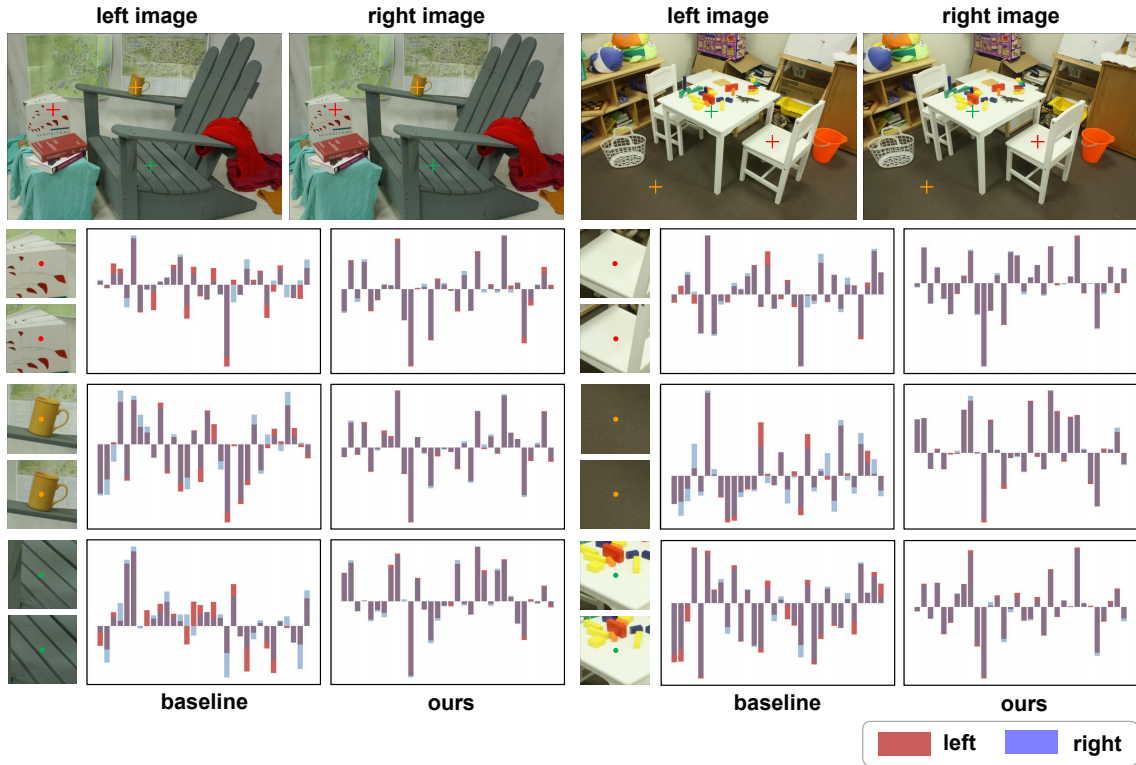 left image
right image
left image
right image
baseline
ours
baseline
ours
left
right